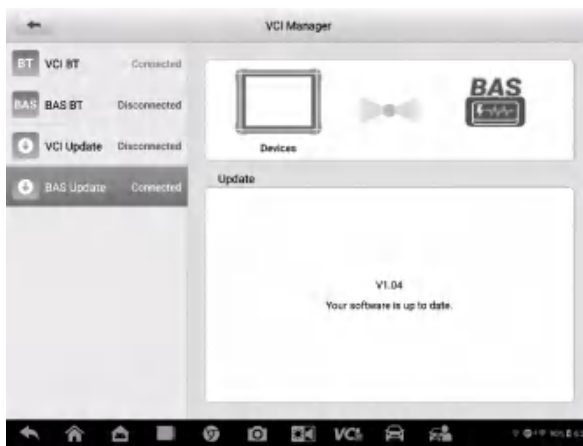 VCI Manager
BT VCI BT Connected
BAS BAS BT Disconnected
VCI Update Disconnected
BAS Update Connected
BAS
Devices
Update
V1.04
Your software is up to date.
VCI